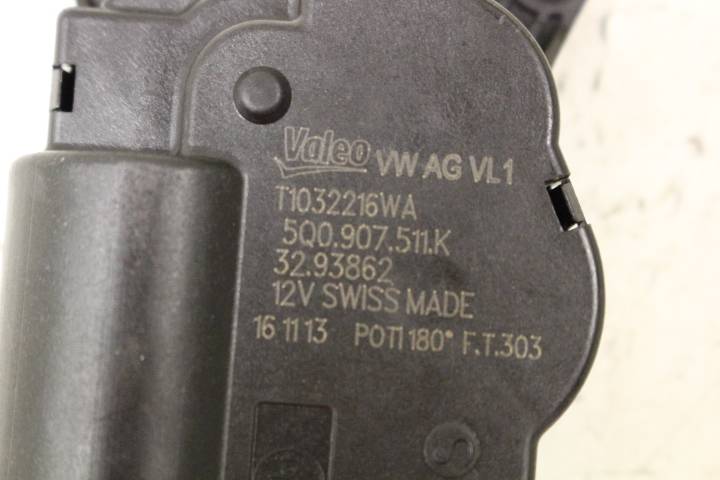 Valeo VW AG VL1
T1032216WA
5Q0.907.511.K
32.93862
12V SWISS MADE
16 11 13 POTI 180° F.T.303
S